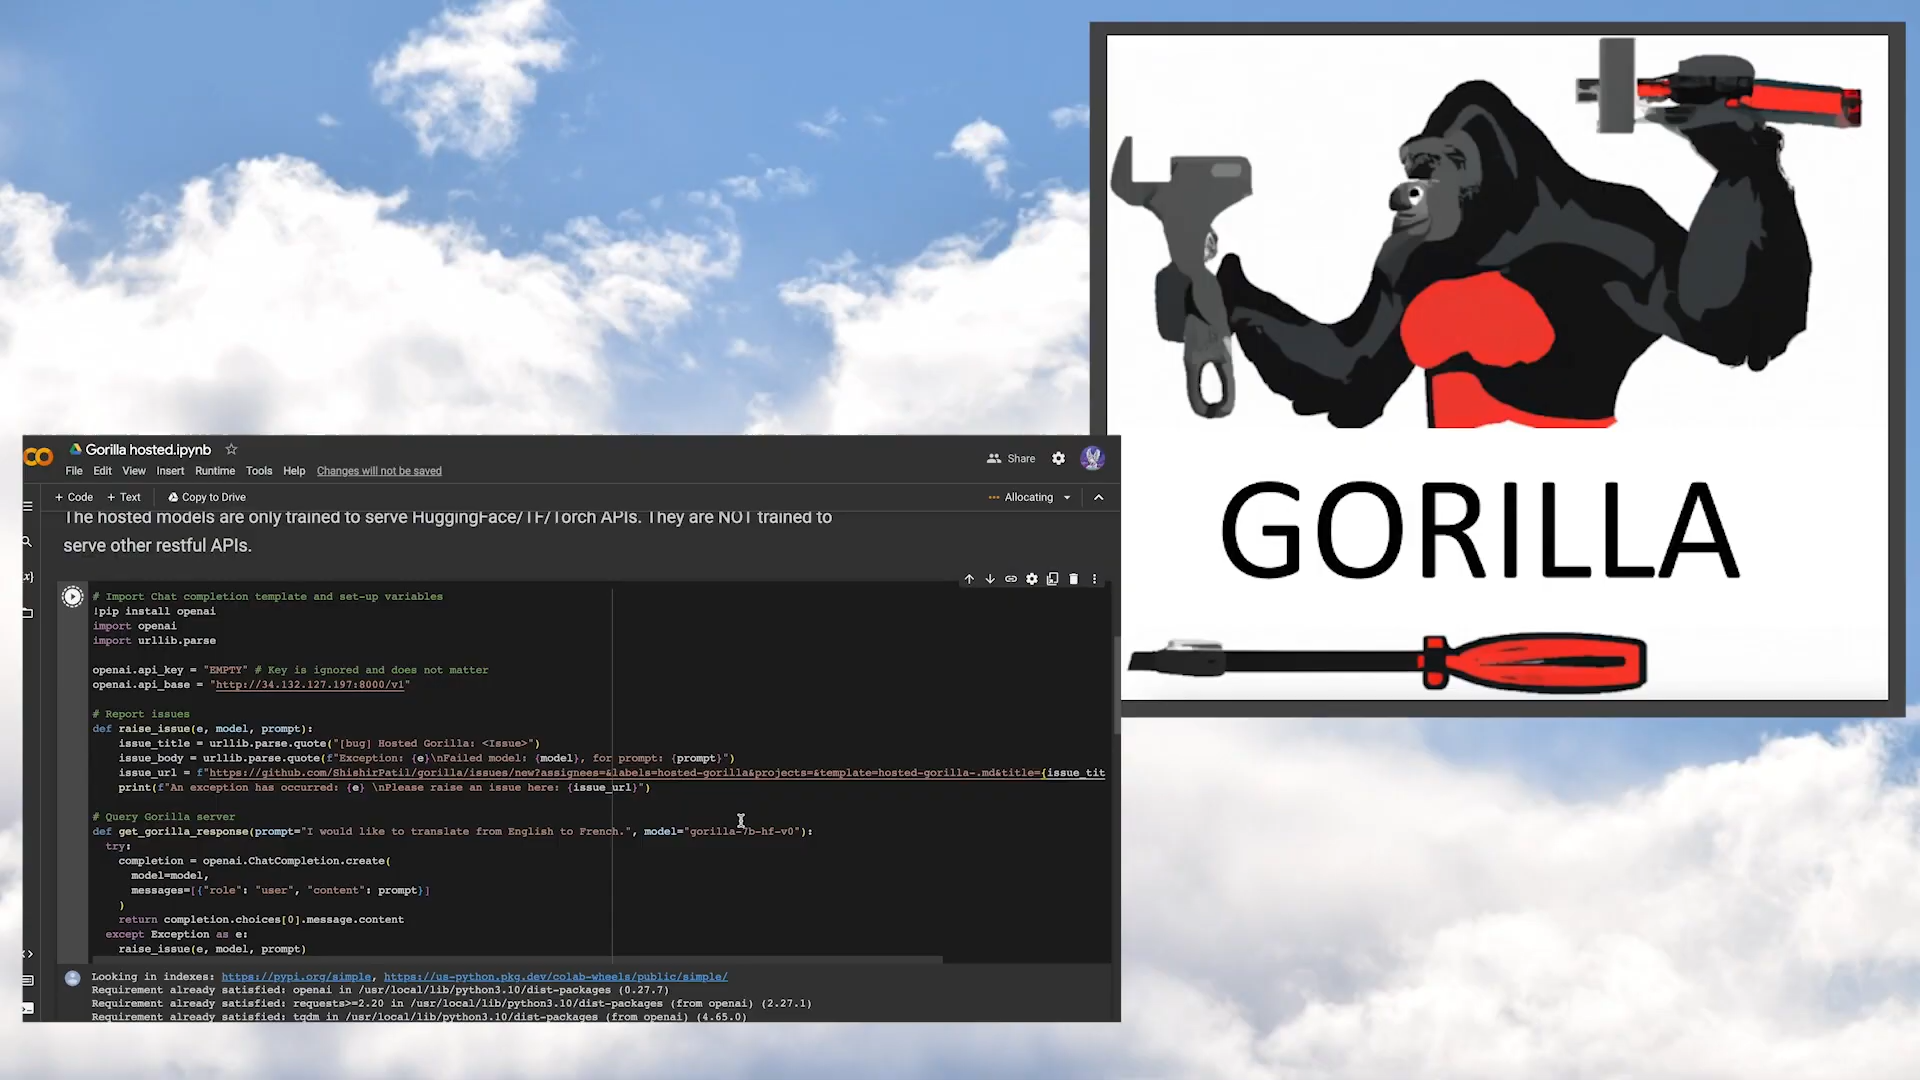 GORILLA
Gorilla hosted.ipynb
File Edit View Insert Runtime Tools Help Changes will not be saved
Share
+ Code + Text Copy to Drive
Allocating
The hosted models are only trained to serve HuggingFace/TF/Torch APIs. They are NOT trained to
serve other restful APIs.
# Import Chat completion template and set-up variables
!pip install openai
import openai
import urllib.parse
openai.api_key = "EMPTY" # Key is ignored and does not matter
openai.api_base = "http://34.132.127.197:8000/v1"
# Report issues
def raise_issue(e, model, prompt):
issue_title = urllib.parse.quote("[bug] Hosted Gorilla: <Issue>")
issue_body = urllib.parse.quote(f"Exception: {e}\nFailed model: {model}, for prompt: {prompt}")
issue_url = f"https://github.com/ShishirPatil/gorilla/issues/new?assignees=&labels=hosted-gorilla&projects=&template=hosted-gorilla-.md&title={issue_tit
print(f"An exception has occurred: {e} \nPlease raise an issue here: {issue_url}")
# Query Gorilla server
def get_gorilla_response(prompt="I would like to translate from English to French.", model="gorilla-7b-hf-v0"):
try:
completion = openai.ChatCompletion.create(
model=model,
messages=[{"role": "user", "content": prompt}]
)
return completion.choices[0].message.content
except Exception as e:
raise_issue(e, model, prompt)
Looking in indexes: https://pypi.org/simple, https://us-python.pkg.dev/colab-wheels/public/simple/
Requirement already satisfied: openai in /usr/local/lib/python3.10/dist-packages (0.27.7)
Requirement already satisfied: requests>=2.20 in /usr/local/lib/python3.10/dist-packages (from openai) (2.27.1)
Requirement already satisfied: tqdm in /usr/local/lib/python3.10/dist-packages (from openai) (4.65.0)